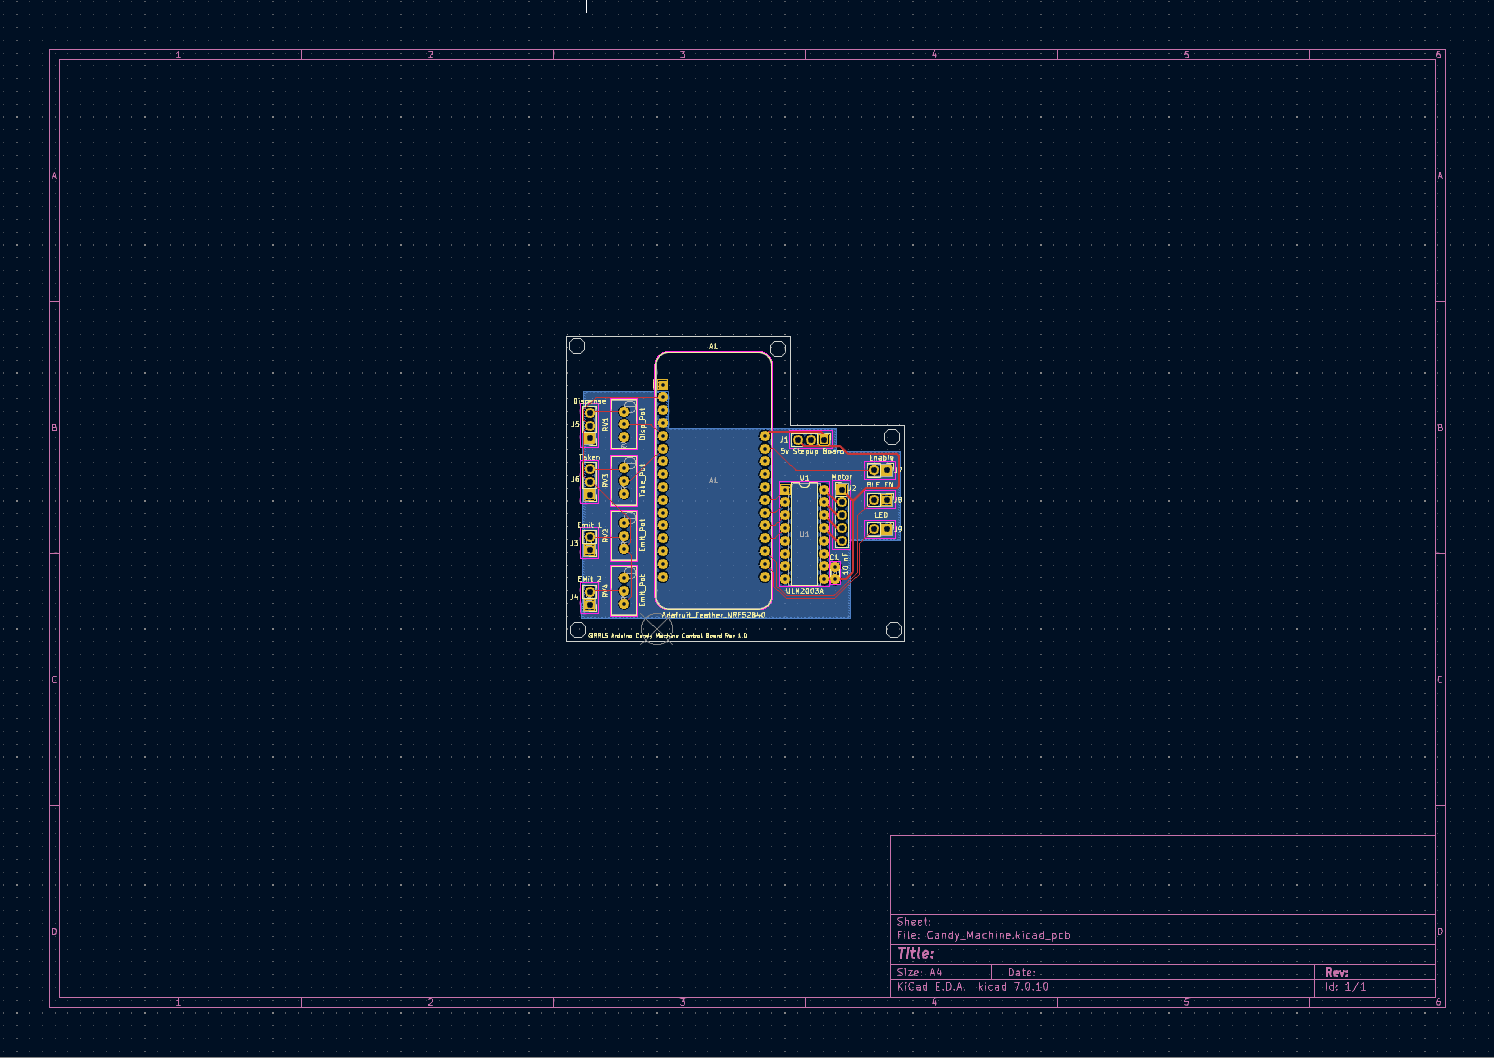 1 2 3 4 5 6
A A
B B
C C
D D
A1
Dispense
J5
RV1
Disp_Pot
J1
5v Stepup Board
Enable
J7
Taken
J6
RV3
Take_Pot
A1
U1
Motor
J2
BLE_EN
J8
LED
J9
Emit 1
J3
RV2
Emit_Pot
U1
C1
10 nF
Emit 2
J4
RV4
Emit_Pot
ULN2003A
Adafruit_Feather_NRF52840
GIRRLS Arduino Candy Machine Control Board Rev 1.0
Sheet:
File: Candy_Machine.kicad_pcb
Title:
Size: A4 Date: Rev:
KiCad E.D.A. kicad 7.0.10 Id: 1/1
1 2 3 4 5 6